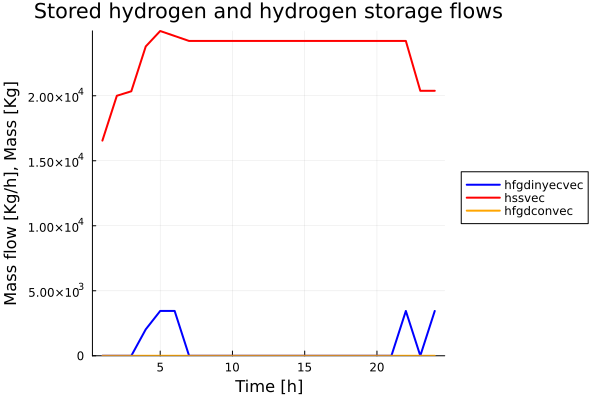 Stored hydrogen and hydrogen storage flows
Mass flow [Kg/h], Mass [Kg]
2.00×10⁴
1.50×10⁴
1.00×10⁴
5.00×10³
0
5
10
15
20
Time [h]
hfgdinyecvec
hssvec
hfgdconvec